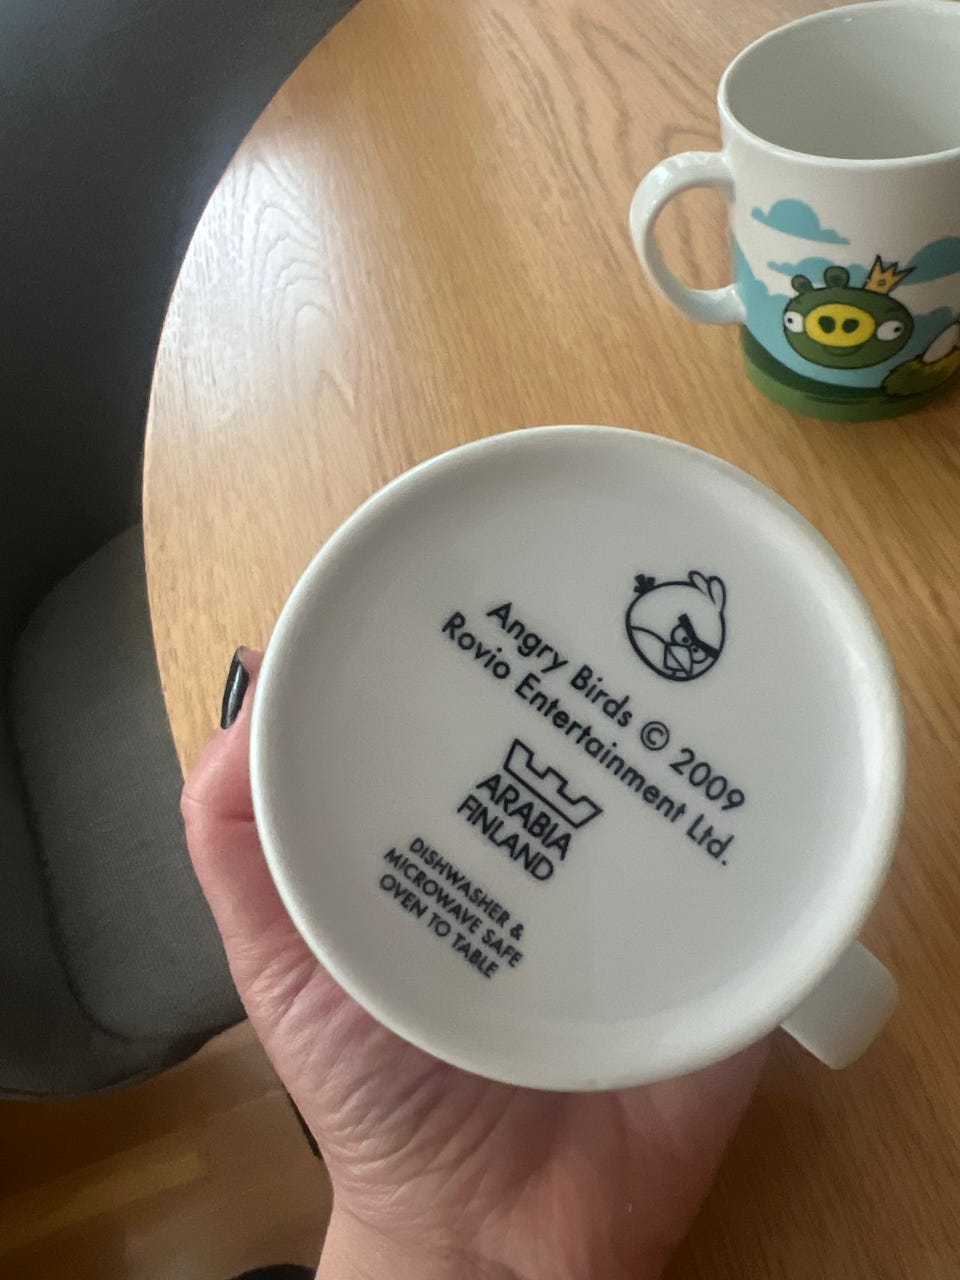 Angry Birds © 2009
Rovio Entertainment Ltd.
ARABIA
FINLAND
DISHWASHER &
MICROWAVE SAFE
OVEN TO TABLE